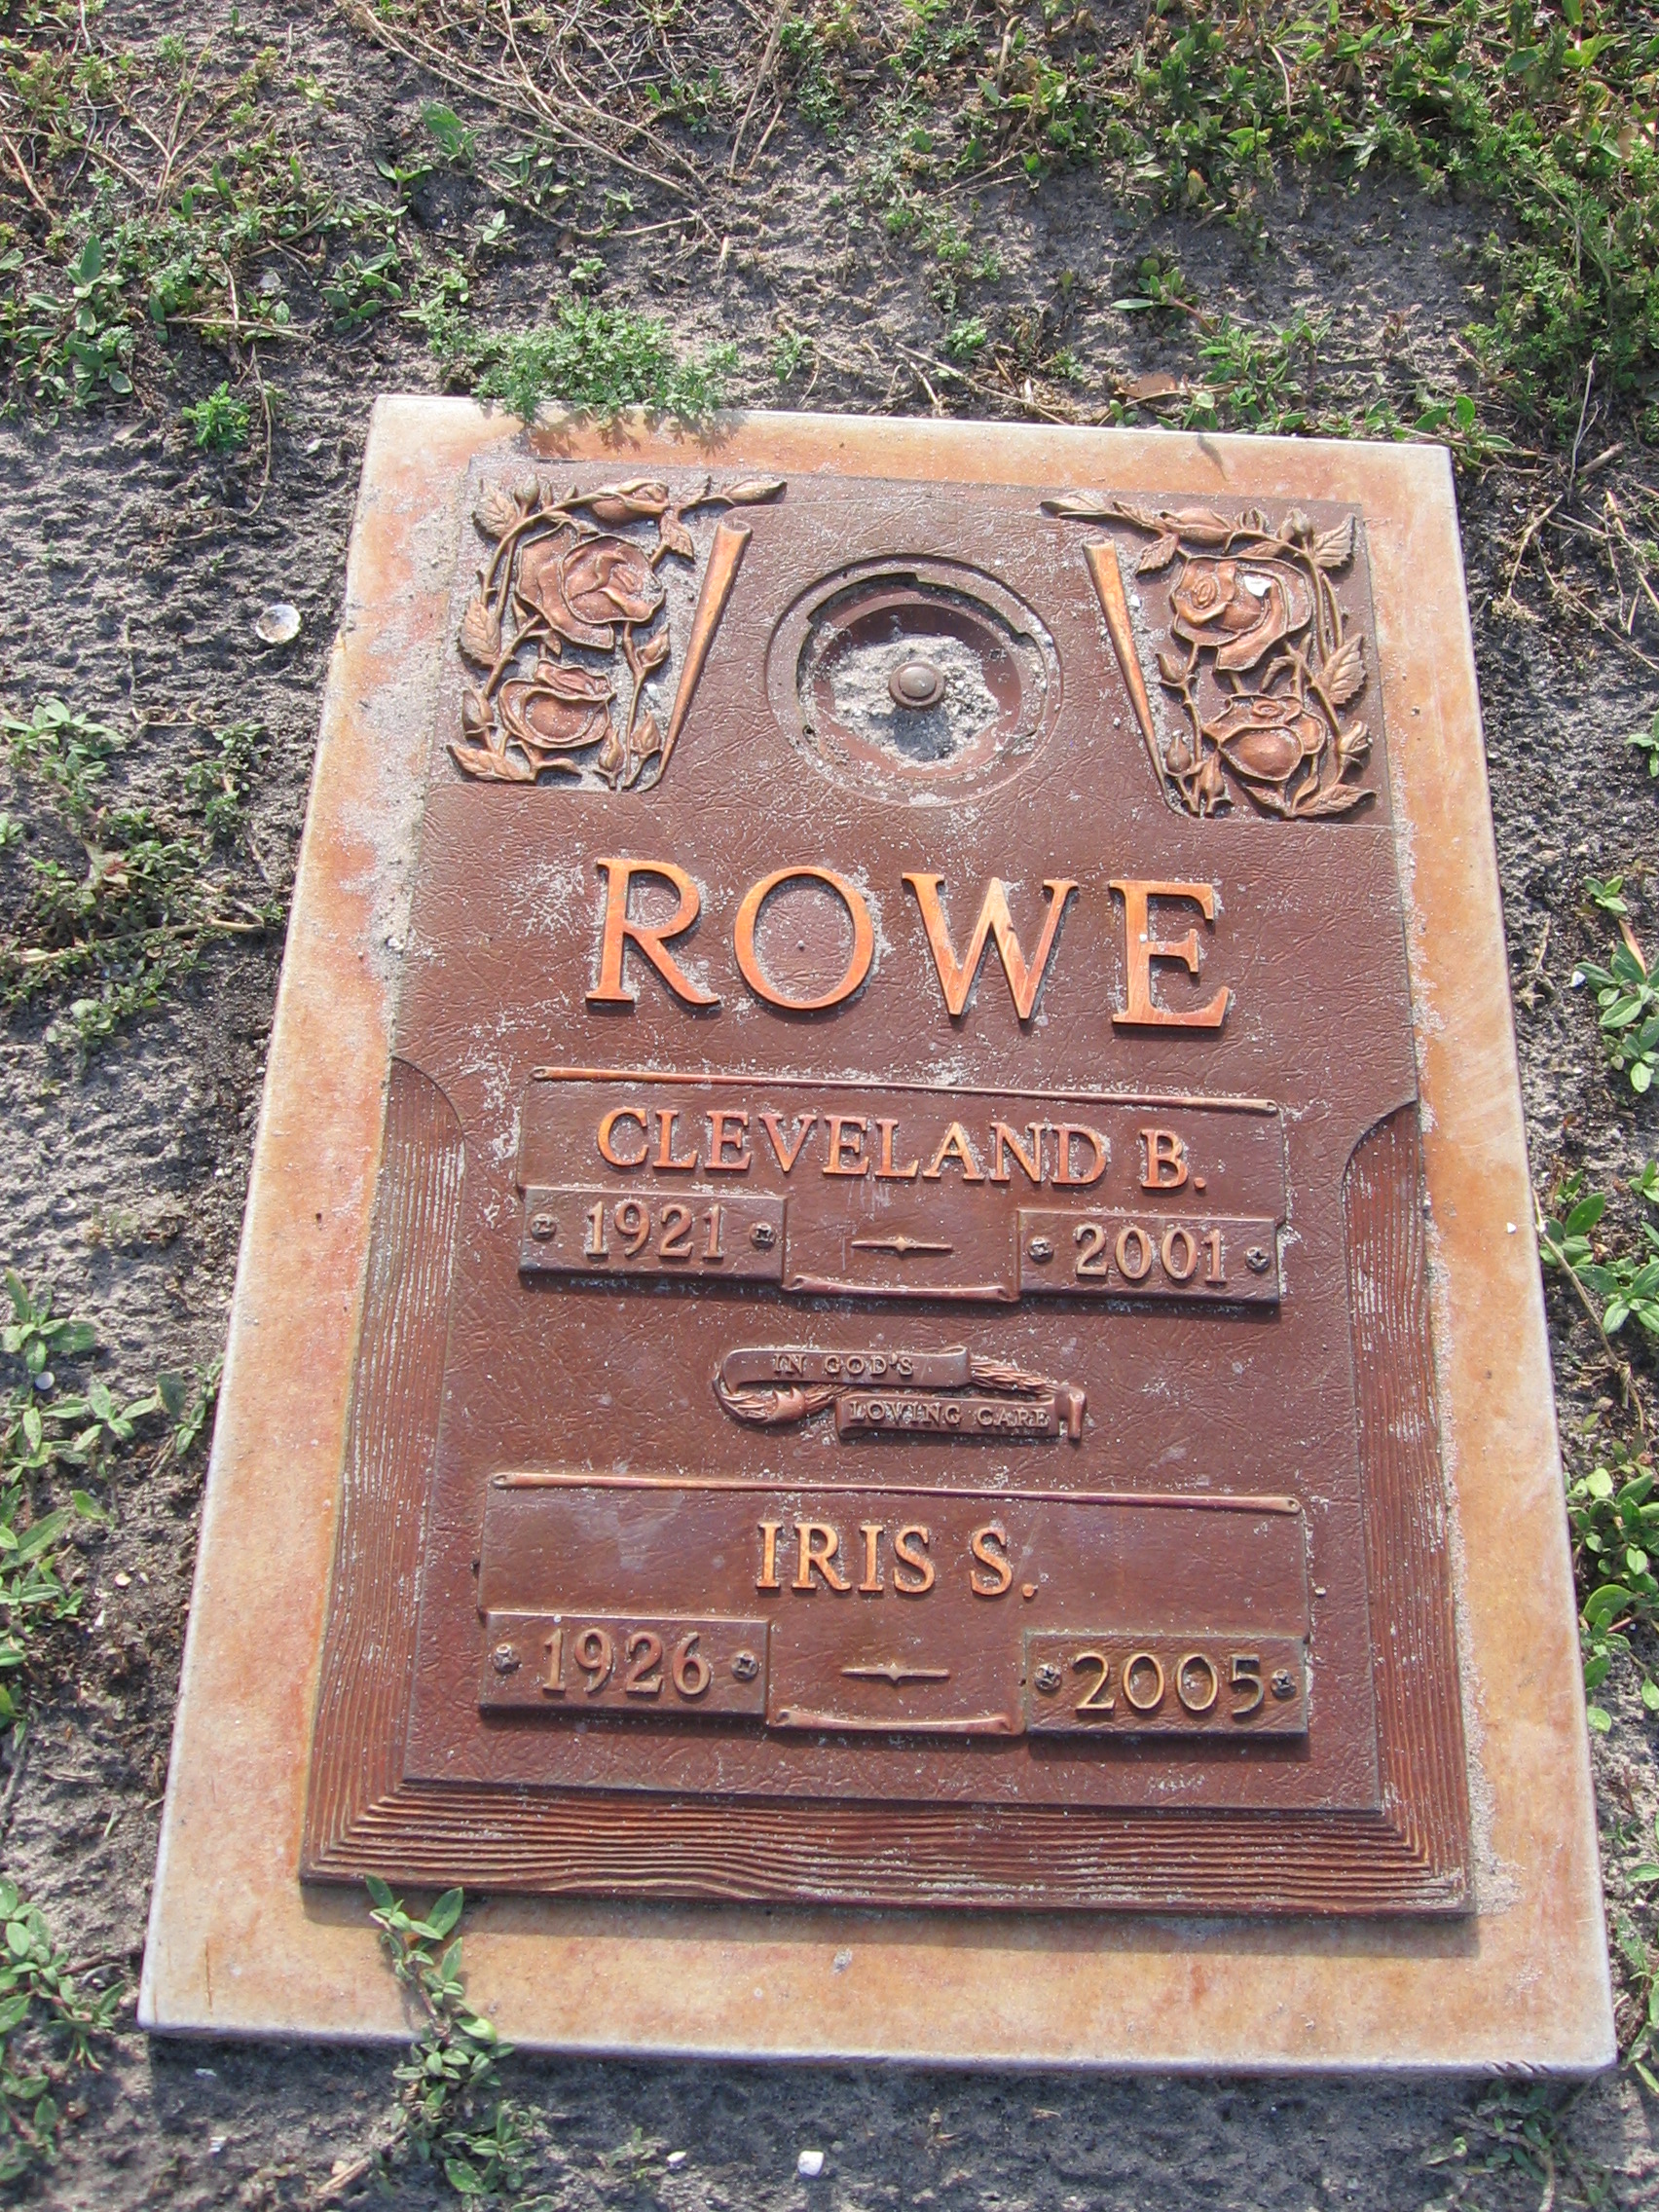 ROWE
CLEVELAND B.
1921 — 2001
IN GOD'S
LOVING CARE
IRIS S.
1926 — 2005